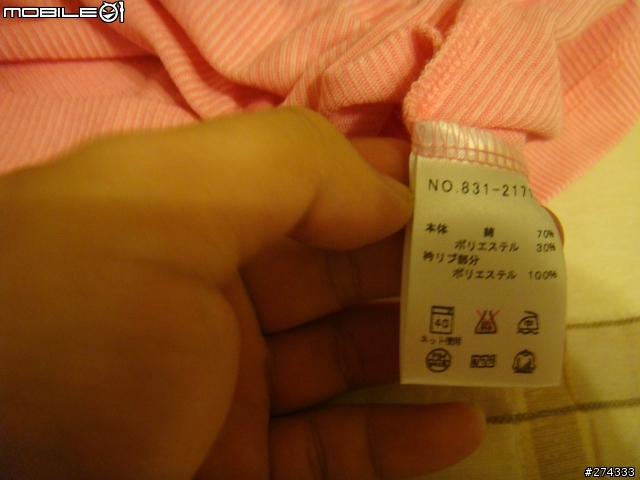 MOBILE01
NO.831-217
本体 綿 70%
ポリエステル 30%
衿リブ部分
ポリエステル 100%
40
ネット使用
#274333